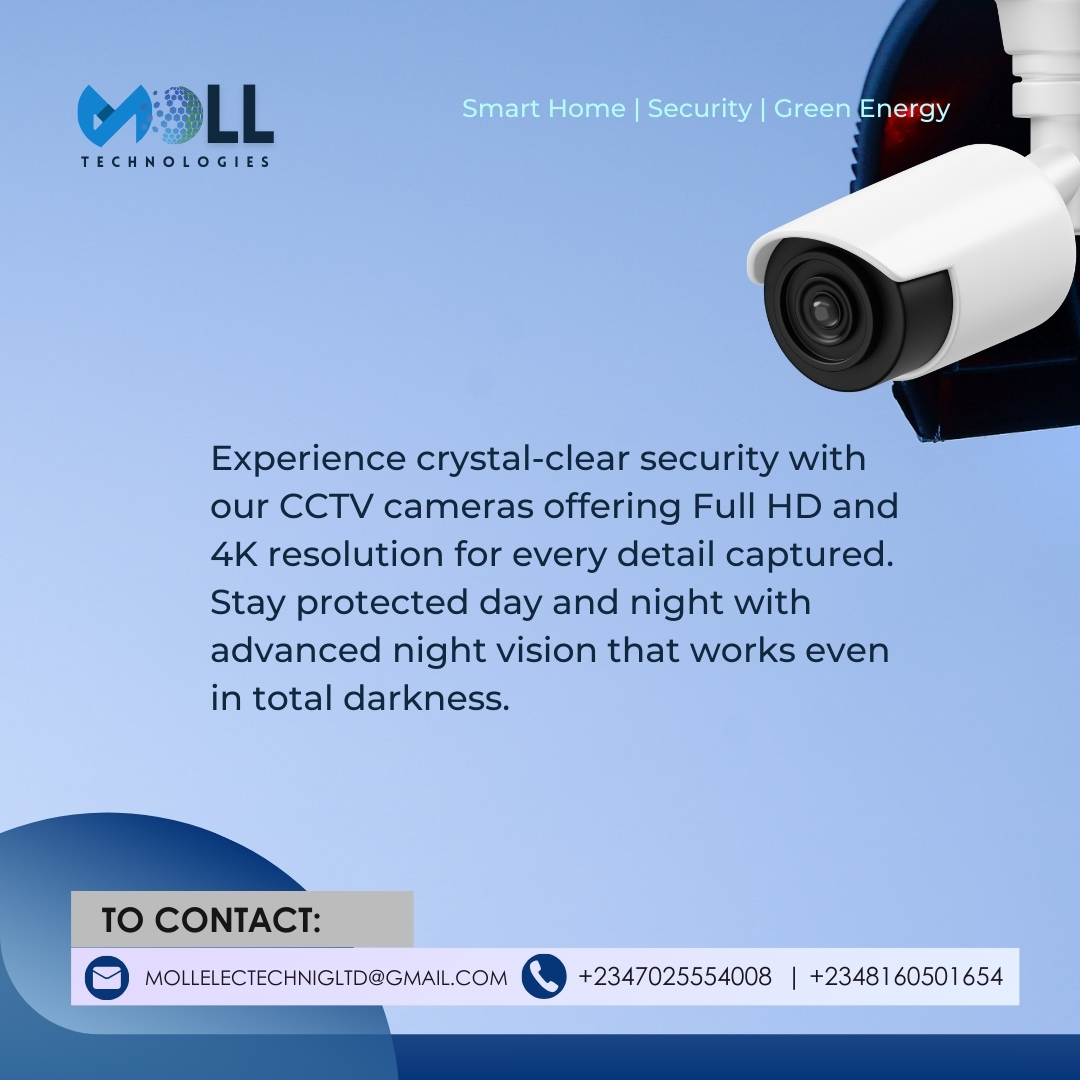 MOLL
TECHNOLOGIES
Smart Home | Security | Green Energy
Experience crystal-clear security with
our CCTV cameras offering Full HD and
4K resolution for every detail captured.
Stay protected day and night with
advanced night vision that works even
in total darkness.
TO CONTACT:
MOLLELECTECHNIGLTD@GMAIL.COM
+2347025554008 | +2348160501654